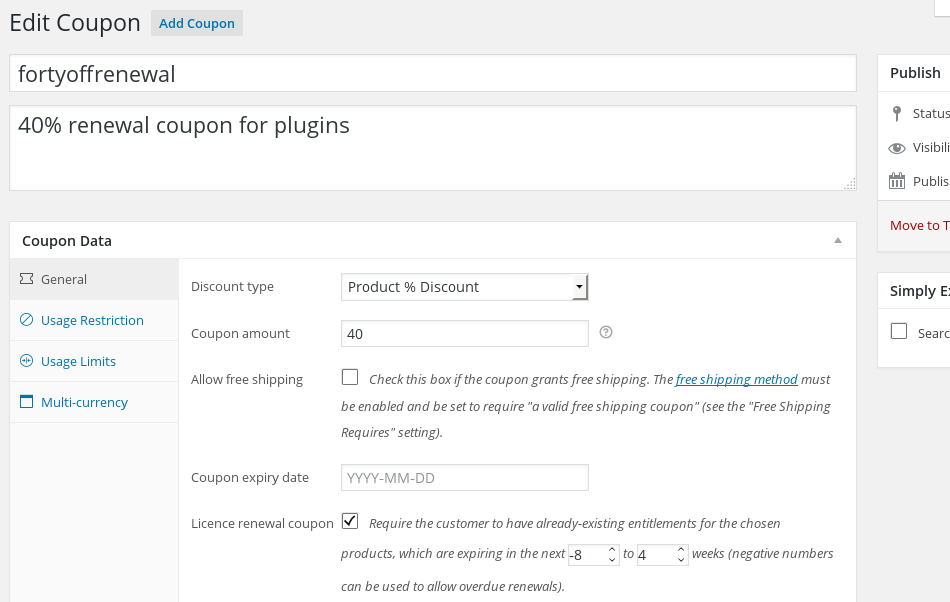 Edit Coupon Add Coupon
fortyoffrenewal
40% renewal coupon for plugins
Coupon Data
General
Usage Restriction
Usage Limits
Multi-currency
Discount type Product % Discount
Coupon amount 40
Allow free shipping Check this box if the coupon grants free shipping. The free shipping method must
be enabled and be set to require "a valid free shipping coupon" (see the "Free Shipping
Requires" setting).
Coupon expiry date YYYY-MM-DD
Licence renewal coupon Require the customer to have already-existing entitlements for the chosen
products, which are expiring in the next -8 to 4 weeks (negative numbers
can be used to allow overdue renewals).
Publish
Status
Visibili
Publis
Move to T
Simply E
Searc